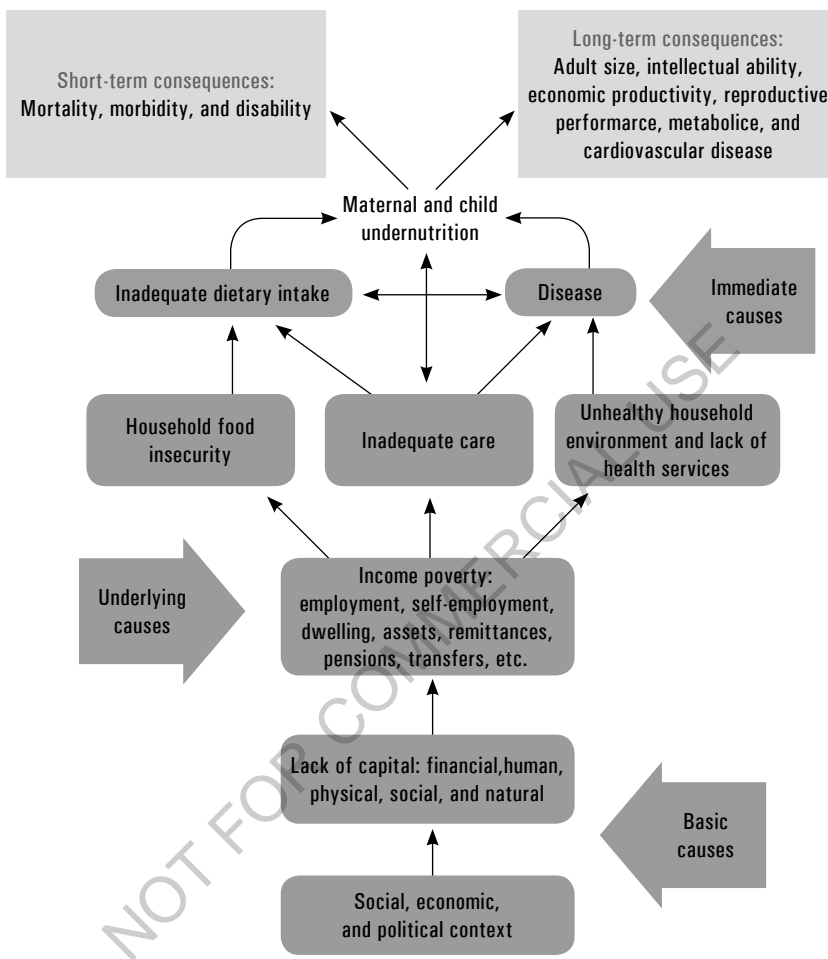 Short-term consequences:
Mortality, morbidity, and disability
Long-term consequences:
Adult size, intellectual ability,
economic productivity, reproductive
performarce, metabolice, and
cardiovascular disease
Maternal and child
undernutrition
Inadequate dietary intake
Disease
Immediate
causes
Household food
insecurity
Inadequate care
Unhealthy household
environment and lack of
health services
Underlying
causes
Income poverty:
employment, self-employment,
dwelling, assets, remittances,
pensions, transfers, etc.
Lack of capital: financial,human,
physical, social, and natural
Basic
causes
Social, economic,
and political context
NOT FOR COMMERCIAL USE